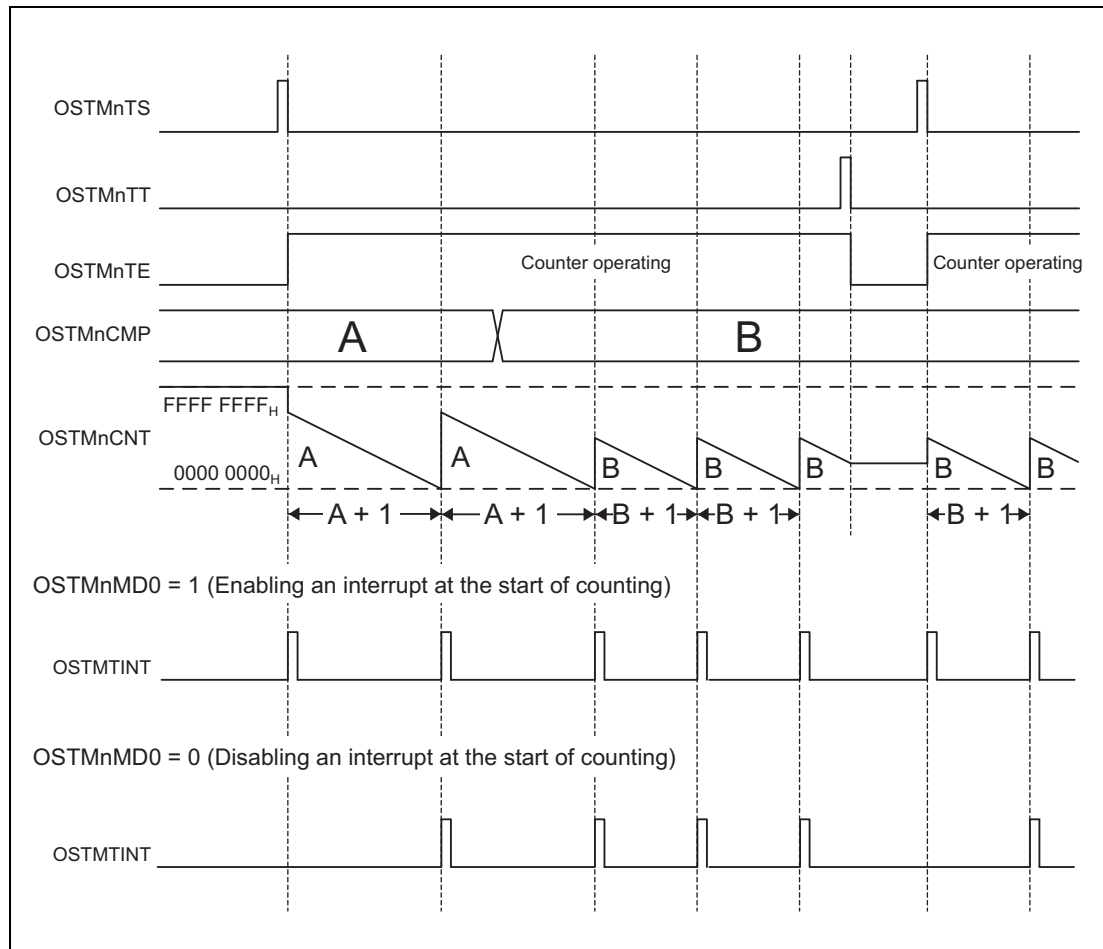 OSTMnTS
OSTMnTT
OSTMnTE
Counter operating
Counter operating
OSTMnCMP
A
B
FFFF FFFFH
OSTMnCNT
A
A
B
B
B
B
B
0000 0000H
A + 1
A + 1
B + 1
B + 1
B + 1
OSTMnMD0 = 1 (Enabling an interrupt at the start of counting)
OSTMTINT
OSTMnMD0 = 0 (Disabling an interrupt at the start of counting)
OSTMTINT